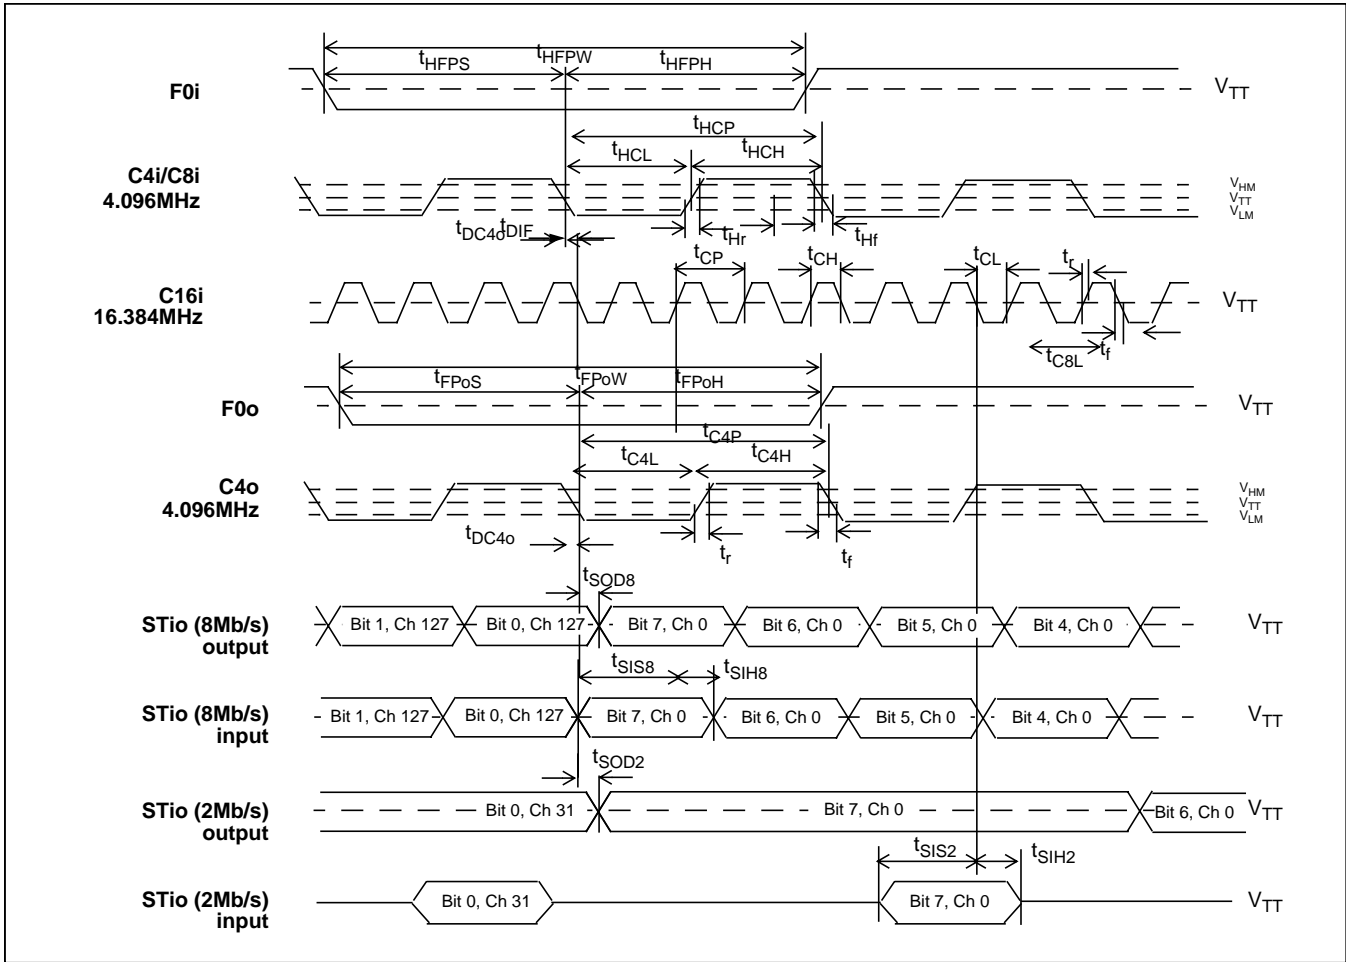 tHFPW
tHFPS tHFPH
F0i VTT
tHCP
tHCL tHCH
C4i/C8i
4.096MHz
VHM
VTT
VLM
tDC4o tDIF tHr tHf
tCP tCH tCL tr
C16i
16.384MHz
VTT
tC8L tf
tFPoS tFPoW tFPoH
F0o VTT
tC4P
tC4L tC4H
C4o
4.096MHz
VHM
VTT
VLM
tDC4o tr tf
tSOD8
STio (8Mb/s)
output
Bit 1, Ch 127 Bit 0, Ch 127 Bit 7, Ch 0 Bit 6, Ch 0 Bit 5, Ch 0 Bit 4, Ch 0 VTT
tSIS8 tSIH8
STio (8Mb/s)
input
Bit 1, Ch 127 Bit 0, Ch 127 Bit 7, Ch 0 Bit 6, Ch 0 Bit 5, Ch 0 Bit 4, Ch 0 VTT
tSOD2
STio (2Mb/s)
output
Bit 0, Ch 31 Bit 7, Ch 0 Bit 6, Ch 0 VTT
tSIS2 tSIH2
STio (2Mb/s)
input
Bit 0, Ch 31 Bit 7, Ch 0 VTT